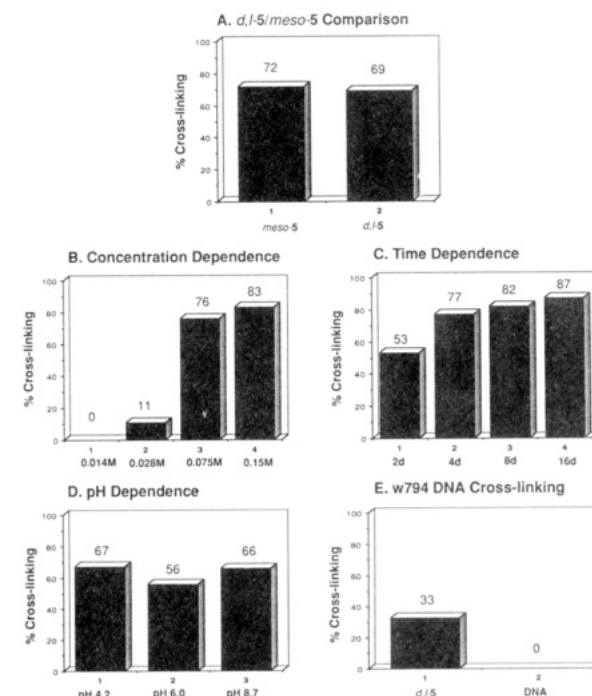 A. d,l-5/meso-5 Comparison
% Cross-linking
100
80
60
40
20
0
72
69
1
2
meso-5
d,l-5
B. Concentration Dependence
% Cross-linking
100
80
60
40
20
0
0
11
76
83
1
2
3
4
0.014M
0.028M
0.075M
0.15M
C. Time Dependence
% Cross-linking
100
80
60
40
20
0
53
77
82
87
1
2
3
4
2d
4d
8d
16d
D. pH Dependence
% Cross-linking
100
80
60
40
20
0
67
56
66
1
2
3
pH 4.2
pH 6.0
pH 8.7
E. w794 DNA Cross-linking
% Cross-linking
100
80
60
40
20
0
33
0
1
2
d,l-5
DNA